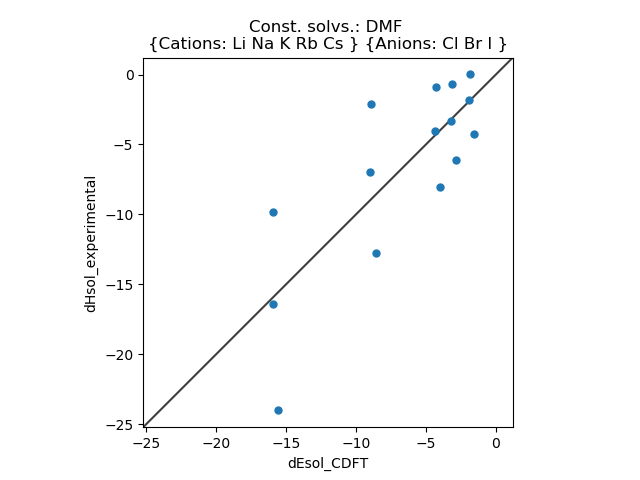 Const. solvs.: DMF
{Cations: Li Na K Rb Cs } {Anions: Cl Br I }
0
−5
−10
−15
−20
−25
dHsol_experimental
−25 −20 −15 −10 −5 0
dEsol_CDFT